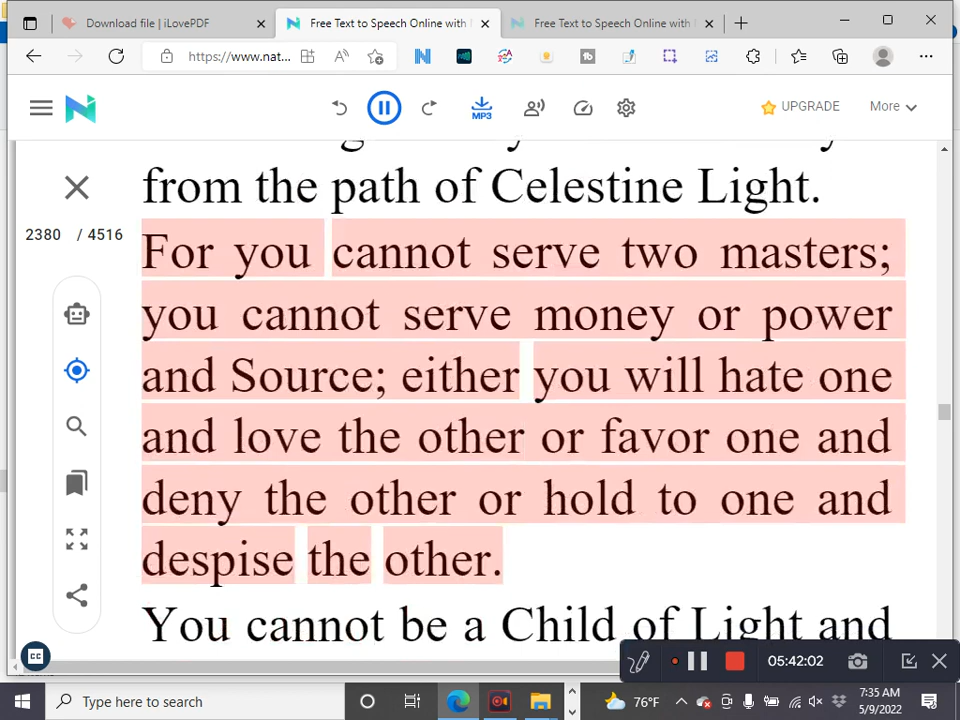 Download file | iLovePDF
Free Text to Speech Online with
Free Text to Speech Online with
https://www.nat...
MP3
UPGRADE
More
from the path of Celestine Light.
2380 / 4516
For you cannot serve two masters;
you cannot serve money or power
and Source; either you will hate one
and love the other or favor one and
deny the other or hold to one and
despise the other.
You cannot be a Child of Light and
CC
05:42:02
Type here to search
76°F
7:35 AM
5/9/2022